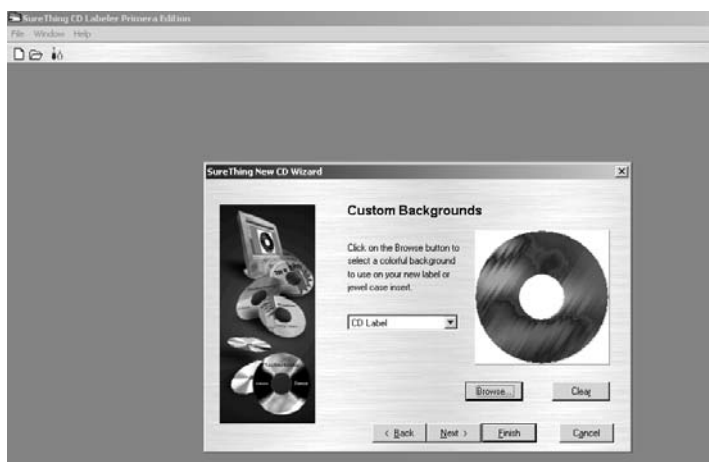 SureThing CD Labeler Primera Edition
File Window Help
SureThing New CD Wizard
Custom Backgrounds
Click on the Browse button to
select a colorful background
to use on your new label or
jewel case insert.
CD Label
Browse... Clear
< Back Next > Finish Cancel